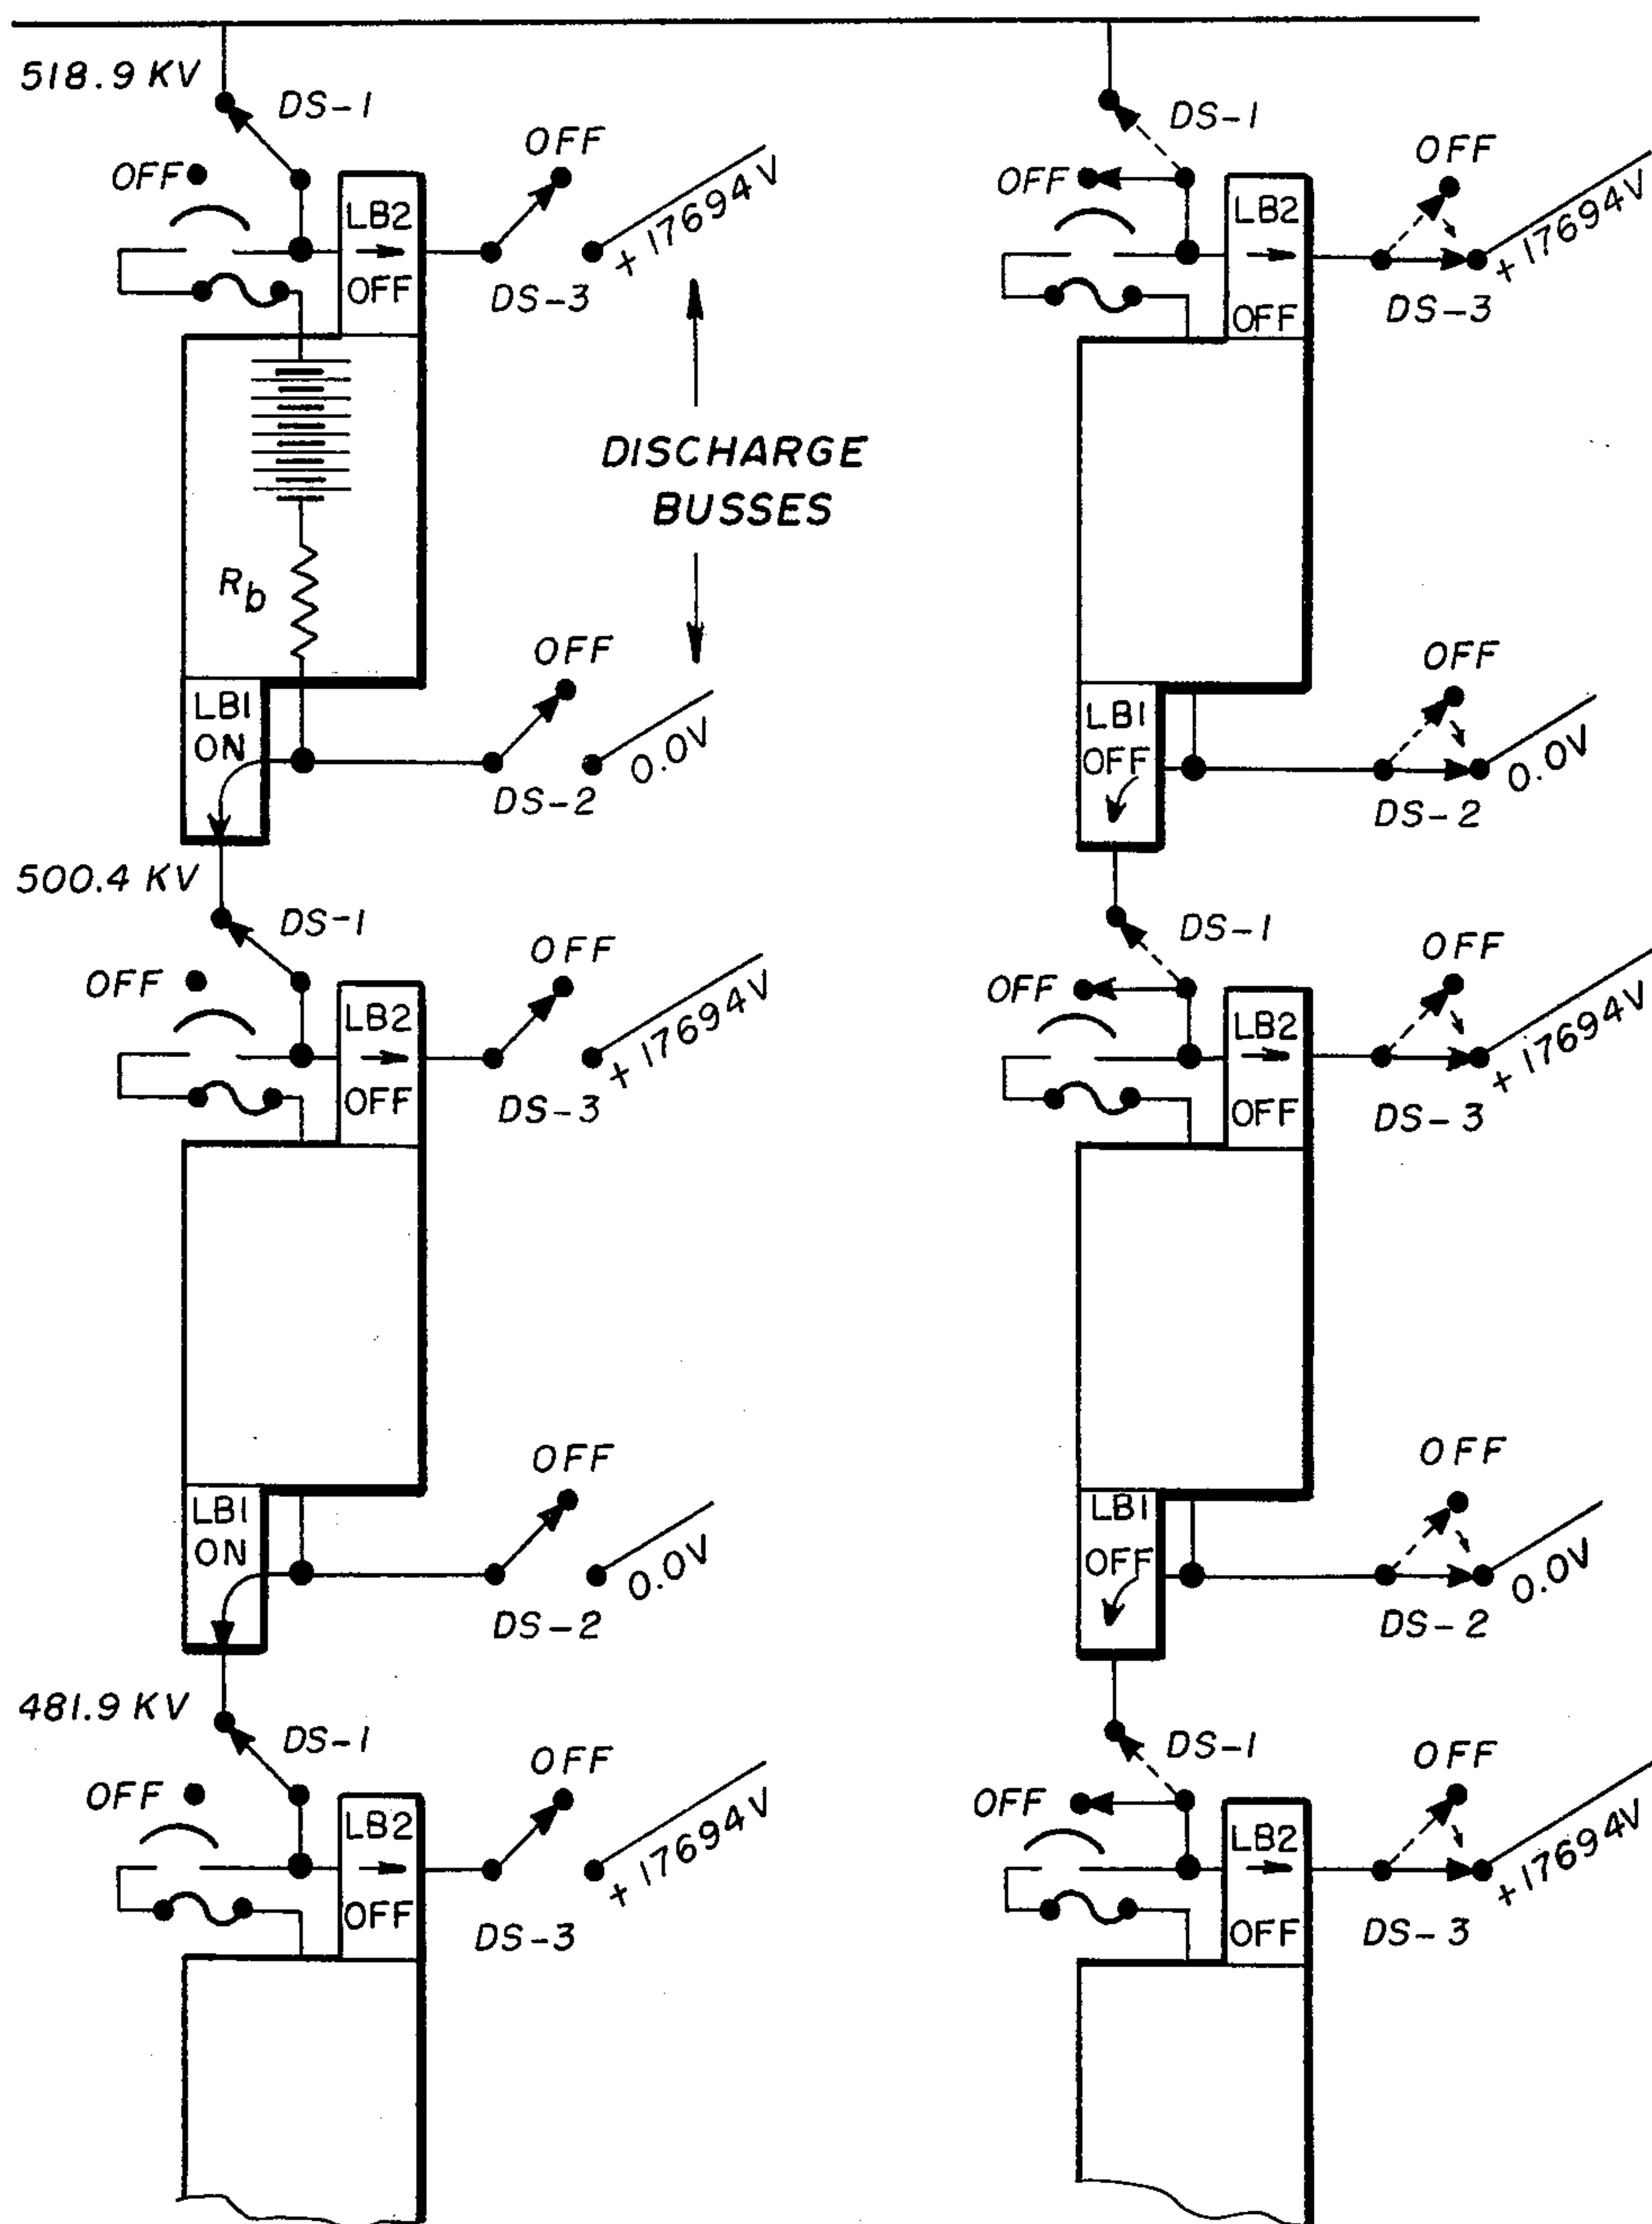 518.9 KV
DS-1
DS-1
OFF
OFF
OFF
OFF
LB2
OFF
LB2
OFF
+17694V
+17694V
DS-3
DS-3
DISCHARGE
BUSSES
Rb
OFF
OFF
LB1
ON
LB1
OFF
0.0V
0.0V
DS-2
DS-2
500.4 KV
DS-1
DS-1
OFF
OFF
OFF
OFF
LB2
OFF
LB2
OFF
+17694V
+17694V
DS-3
DS-3
OFF
OFF
LB1
ON
LB1
OFF
0.0V
0.0V
DS-2
DS-2
481.9 KV
DS-1
DS-1
OFF
OFF
OFF
OFF
LB2
OFF
LB2
OFF
+17694V
+17694V
DS-3
DS-3